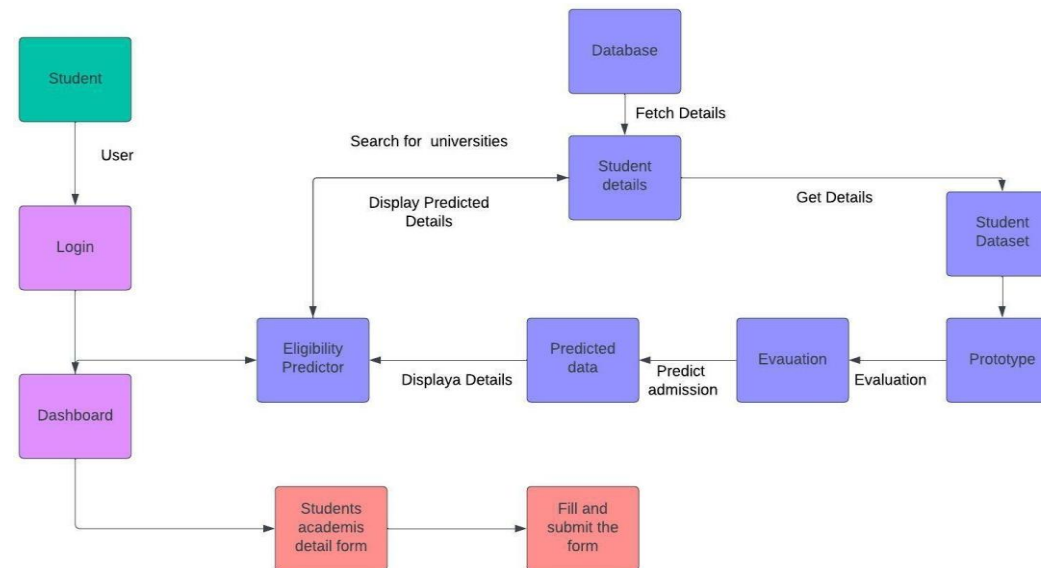 Database
Student
Fetch Details
User
Search for universities
Student
details
Display Predicted
Details
Get Details
Student
Dataset
Login
Eligibility
Predictor
Predicted
data
Evauation
Prototype
Displaya Details
Predict
admission
Evaluation
Dashboard
Students
academis
detail form
Fill and
submit the
form